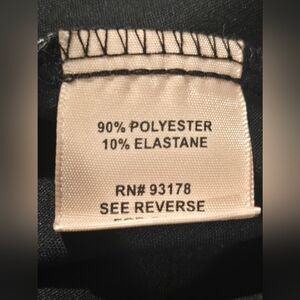 90% POLYESTER
10% ELASTANE
RN# 93178
SEE REVERSE